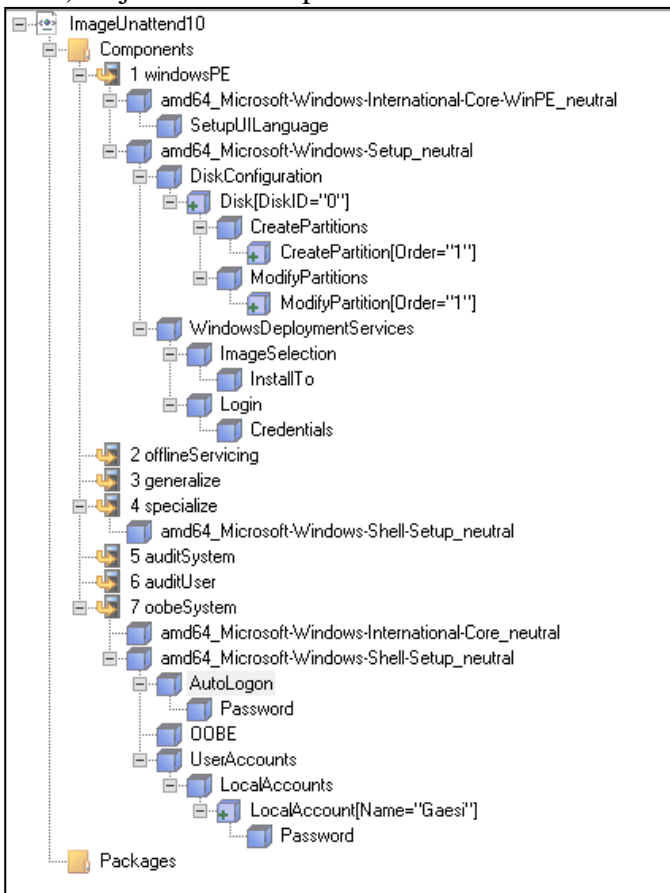 ImageUnattend10
Components
1 windowsPE
amd64_Microsoft-Windows-International-Core-WinPE_neutral
SetupUILanguage
amd64_Microsoft-Windows-Setup_neutral
DiskConfiguration
Disk[DiskID="0"]
CreatePartitions
CreatePartition[Order="1"]
ModifyPartitions
ModifyPartition[Order="1"]
WindowsDeploymentServices
ImageSelection
InstallTo
Login
Credentials
2 offlineServicing
3 generalize
4 specialize
amd64_Microsoft-Windows-Shell-Setup_neutral
5 auditSystem
6 auditUser
7 oobeSystem
amd64_Microsoft-Windows-International-Core_neutral
amd64_Microsoft-Windows-Shell-Setup_neutral
AutoLogon
Password
OOBE
UserAccounts
LocalAccounts
LocalAccount[Name="Gaesi"]
Password
Packages